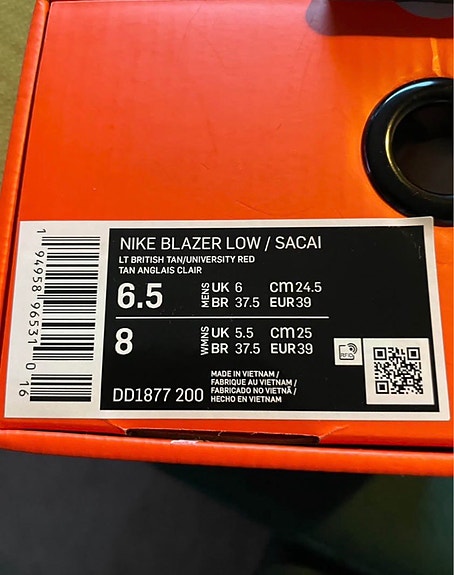 NIKE BLAZER LOW / SACAI
LT BRITISH TAN/UNIVERSITY RED
TAN ANGLAIS CLAIR
6.5 MENS UK 6 cm 24.5
BR 37.5 EUR 39
8 WMNS UK 5.5 cm 25
BR 37.5 EUR 39
RFID
DD1877 200
MADE IN VIETNAM /
FABRIQUE AU VIETNAM /
FABRICADO NO VIETNÃ /
HECHO EN VIETNAM
1 94958 96531 0 16